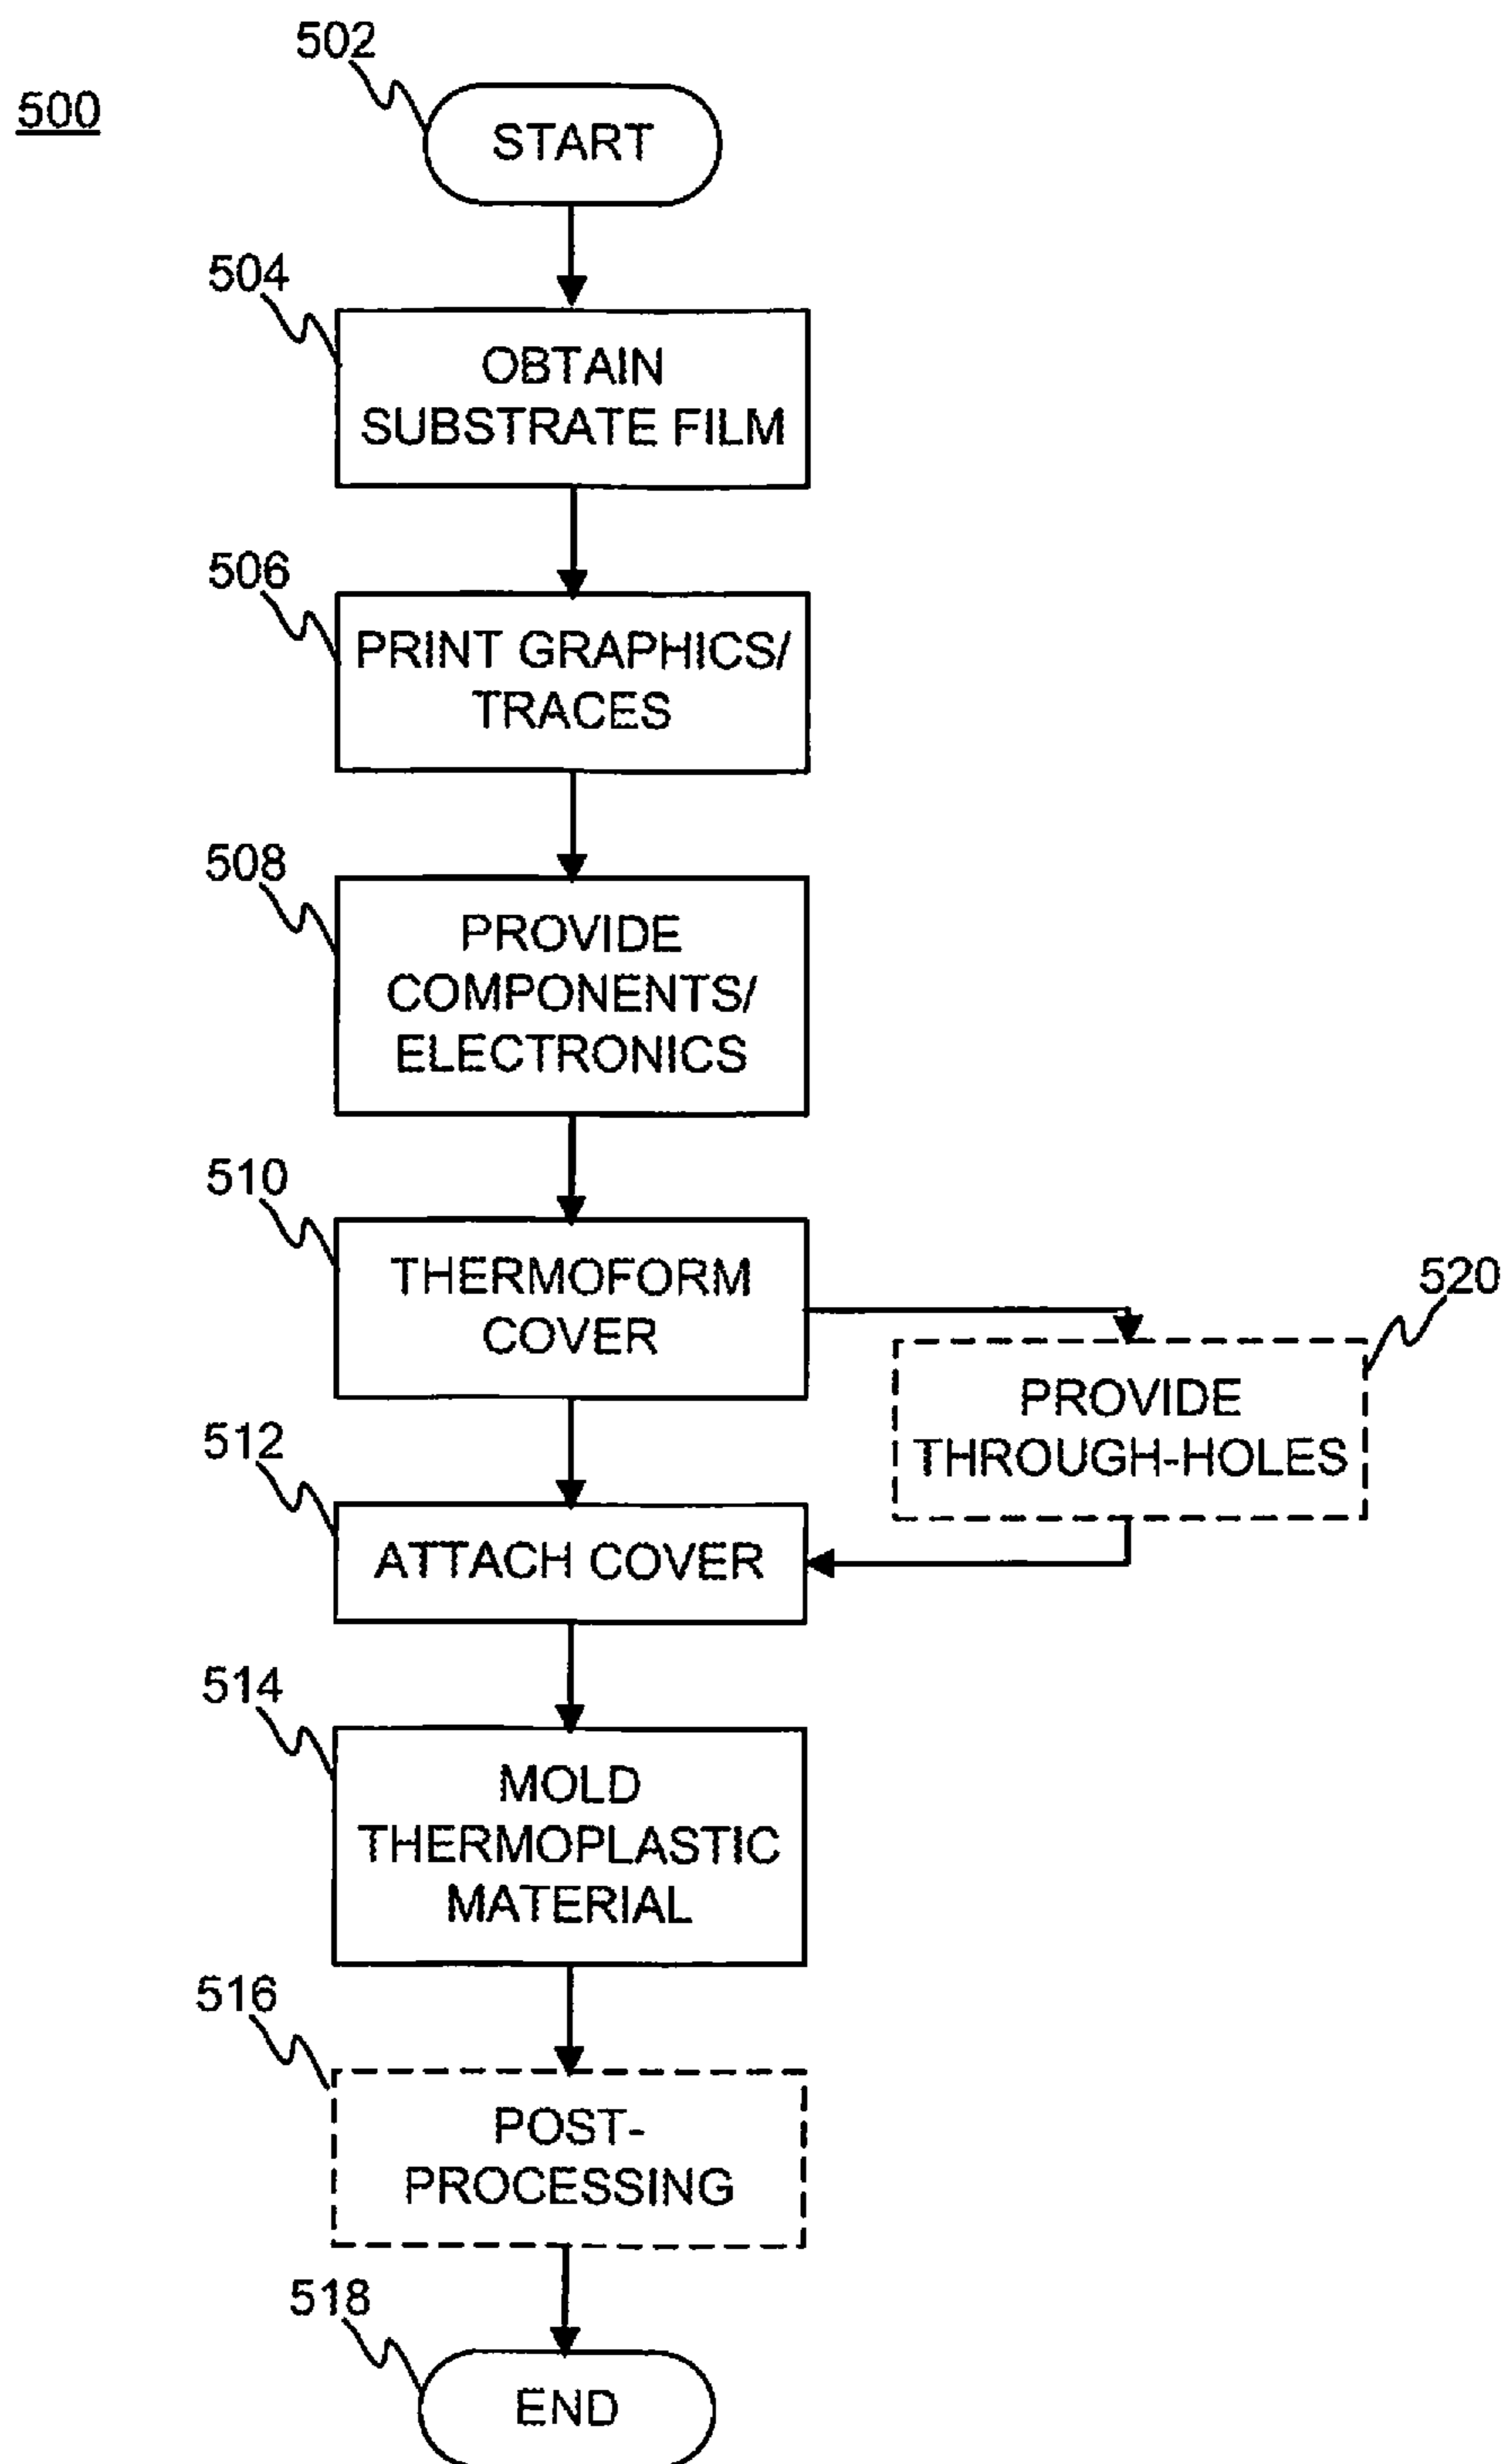 500
502
START
504
OBTAIN
SUBSTRATE FILM
506
PRINT GRAPHICS/
TRACES
508
PROVIDE
COMPONENTS/
ELECTRONICS
510
THERMOFORM
COVER
520
PROVIDE
THROUGH-HOLES
512
ATTACH COVER
514
MOLD
THERMOPLASTIC
MATERIAL
516
POST-
PROCESSING
518
END